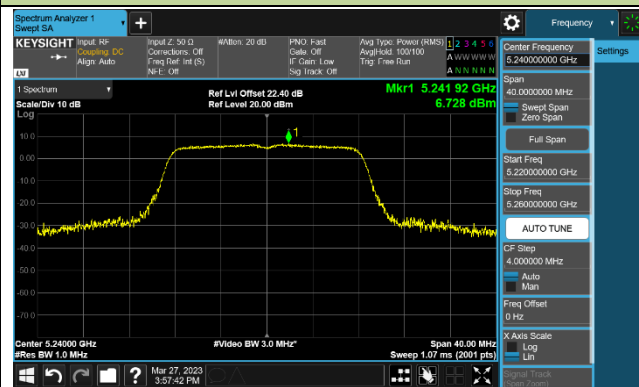 Spectrum Analyzer 1
Swept SA
+
Frequency
KEYSIGHT
Input: RF
Coupling: DC
Align: Auto
Input Z: 50 Ω
Corrections: Off
Freq Ref: Int (S)
NFE: Off
#Atten: 20 dB
PNO: Fast
Gate: Off
IF Gain: Low
Sig Track: Off
Avg Type: Power (RMS)
Avg|Hold: 100/100
Trig: Free Run
1 2 3 4 5 6
A W W W W W
A N N N N N
LXI
1 Spectrum
Scale/Div 10 dB
Log
Ref Lvl Offset 22.40 dB
Ref Level 20.00 dBm
Mkr1 5.241 92 GHz
6.728 dBm
1
10.0
0.00
-10.0
-20.0
-30.0
-40.0
-50.0
-60.0
-70.0
Center 5.24000 GHz
#Res BW 1.0 MHz
#Video BW 3.0 MHz*
Span 40.00 MHz
Sweep 1.07 ms (2001 pts)
Mar 27, 2023
3:57:42 PM
?
Center Frequency
5.240000000 GHz
Span
40.0000000 MHz
Swept Span
Zero Span
Full Span
Start Freq
5.220000000 GHz
Stop Freq
5.260000000 GHz
AUTO TUNE
CF Step
4.000000 MHz
Auto
Man
Freq Offset
0 Hz
X Axis Scale
Log
Lin
Signal Track
(Span Zoom)
Settings